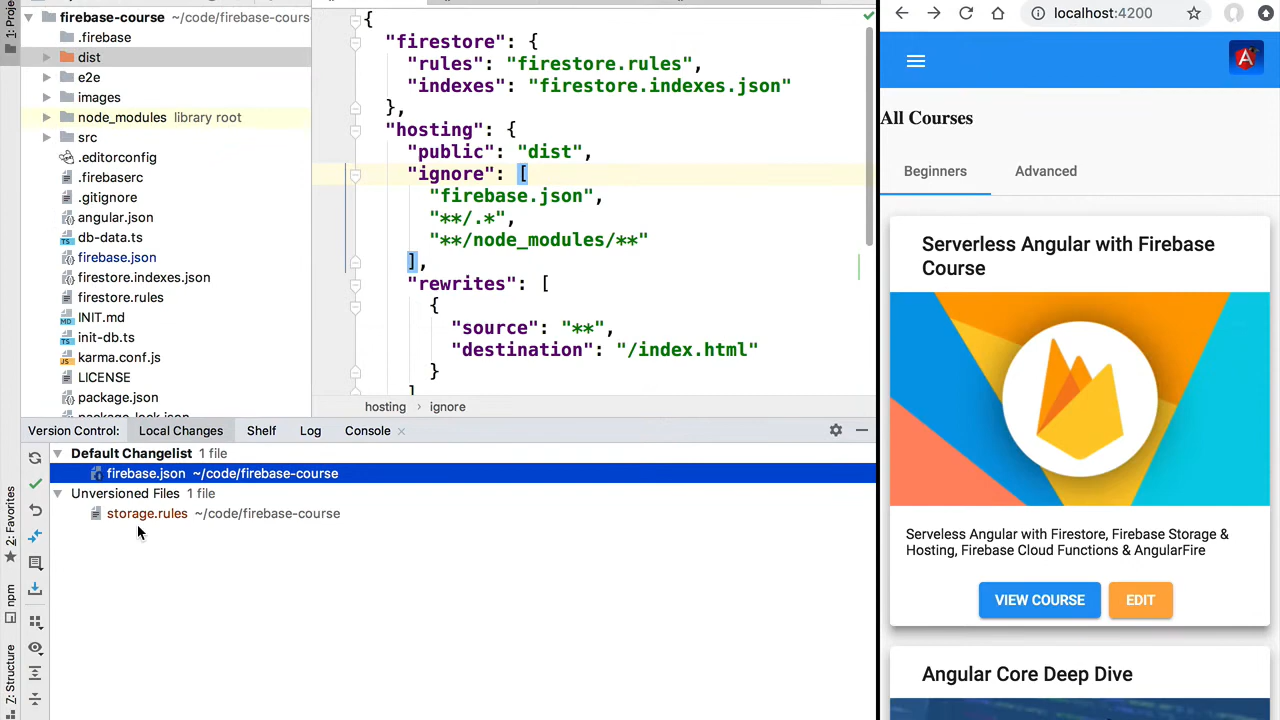 1: Proje
firebase-course ~/code/firebase-cours
.firebase
dist
e2e
images
node_modules library root
src
.editorconfig
.firebaserc
.gitignore
angular.json
db-data.ts
firebase.json
firestore.indexes.json
firestore.rules
INIT.md
init-db.ts
karma.conf.js
LICENSE
package.json
package-lock.json
{
"firestore": {
"rules": "firestore.rules",
"indexes": "firestore.indexes.json"
},
"hosting": {
"public": "dist",
"ignore": [
"firebase.json",
"**/.*",
"**/node_modules/**"
],
"rewrites": [
{
"source": "**",
"destination": "/index.html"
}
]
hosting › ignore
Version Control: Local Changes Shelf Log Console
Default Changelist 1 file
firebase.json ~/code/firebase-course
Unversioned Files 1 file
storage.rules ~/code/firebase-course
2: Favorites
npm
Z: Structure
localhost:4200
All Courses
Beginners Advanced
Serverless Angular with Firebase
Course
Serveless Angular with Firestore, Firebase Storage &
Hosting, Firebase Cloud Functions & AngularFire
VIEW COURSE EDIT
Angular Core Deep Dive